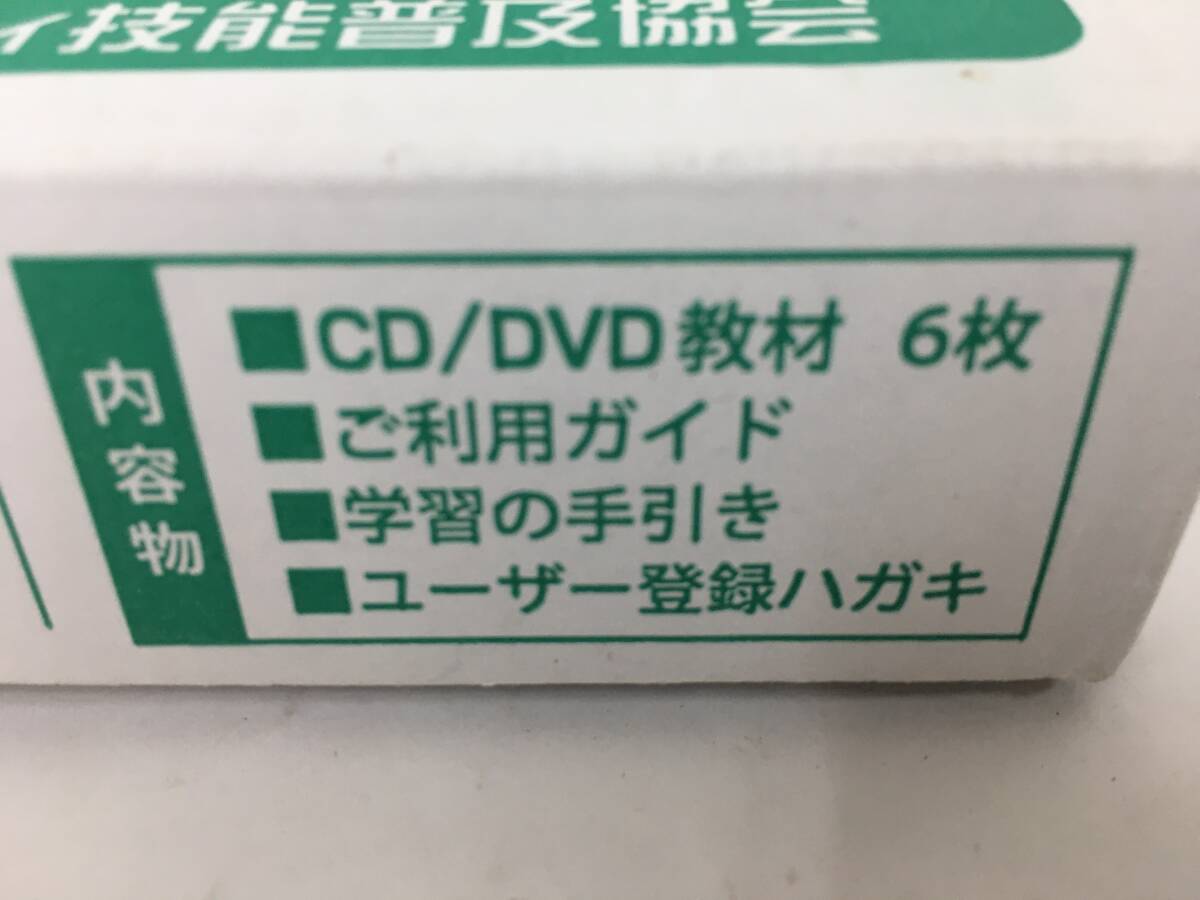 ィ技能普及協会
内容物
■CD/DVD教材 6枚
■ご利用ガイド
■学習の手引き
■ユーザー登録ハガキ